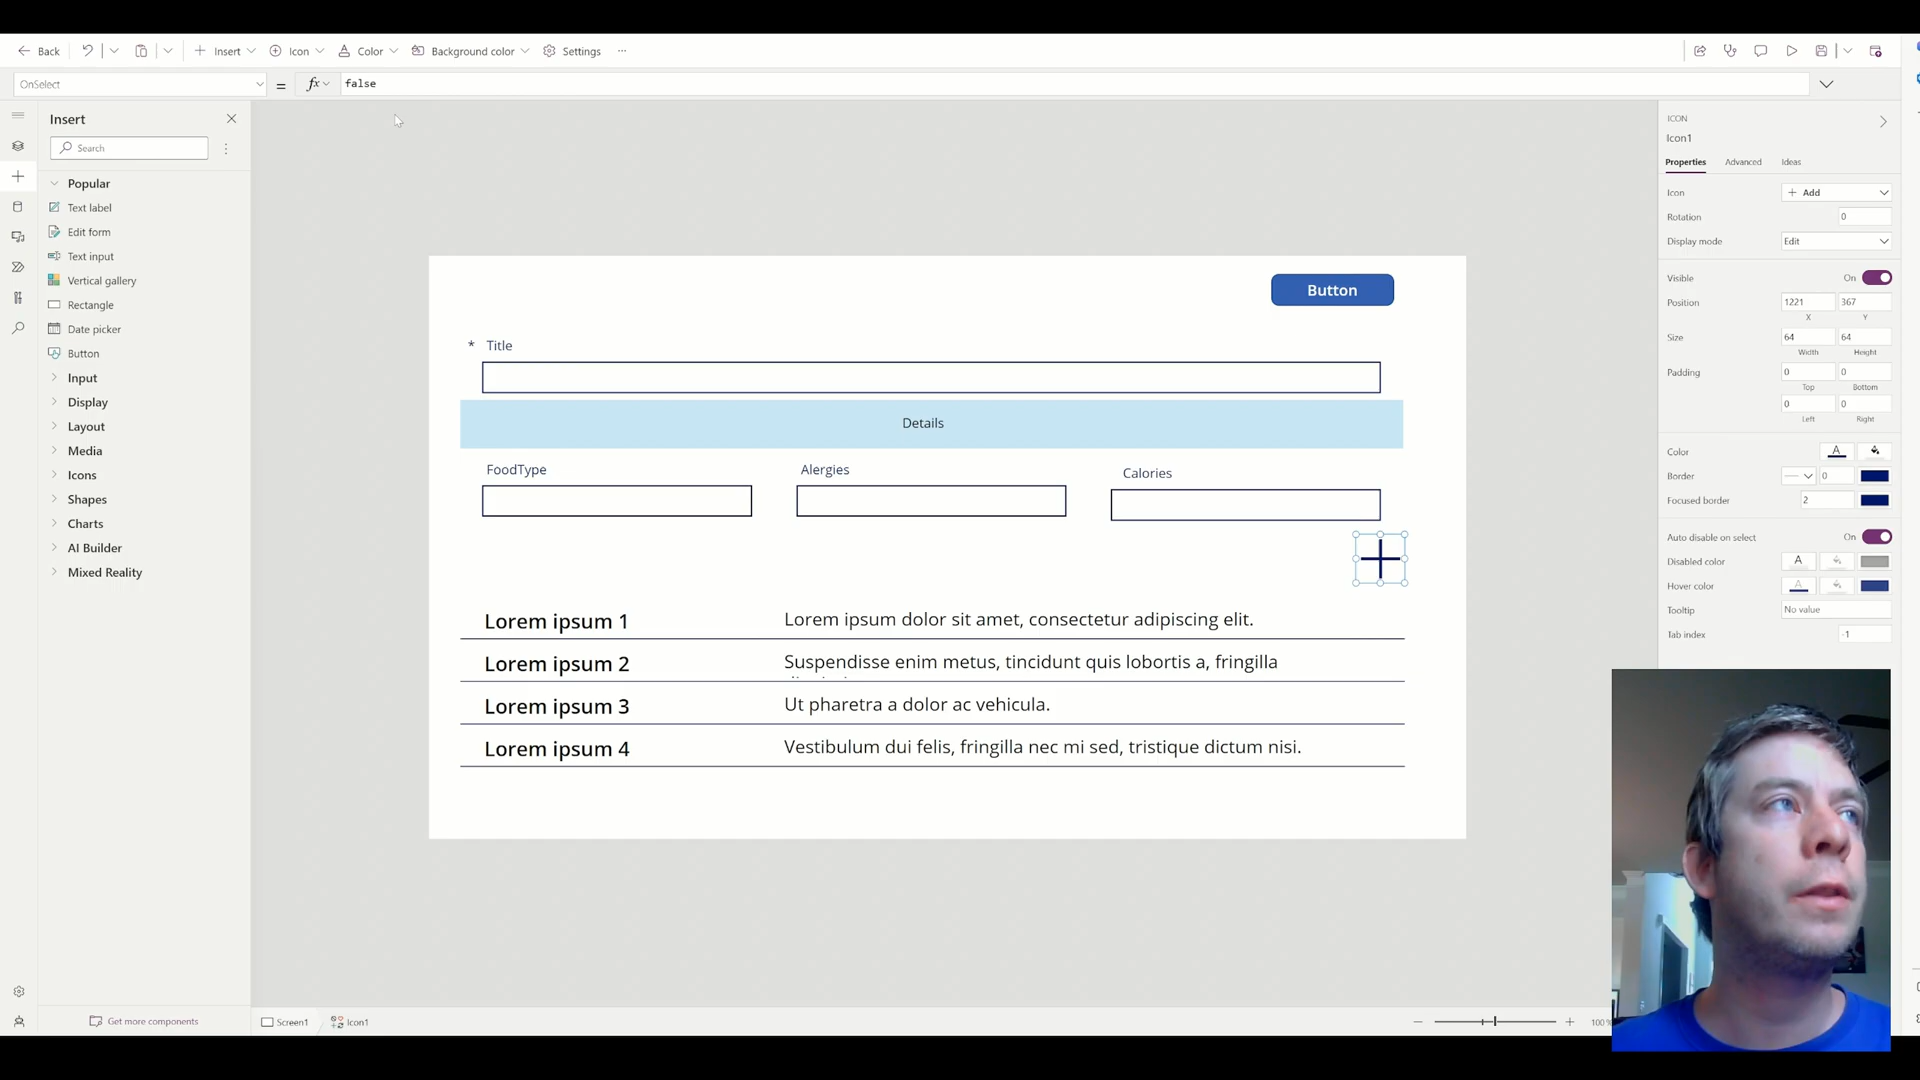 Back
Insert
Icon
Color
Background color
Settings
OnSelect
=
fx
false
Insert
Search
Popular
Text label
Edit form
Text input
Vertical gallery
Rectangle
Date picker
Button
Input
Display
Layout
Media
Icons
Shapes
Charts
AI Builder
Mixed Reality
Get more components
Button
* Title
Details
FoodType
Alergies
Calories
Lorem ipsum 1
Lorem ipsum dolor sit amet, consectetur adipiscing elit.
Lorem ipsum 2
Suspendisse enim metus, tincidunt quis lobortis a, fringilla
Lorem ipsum 3
Ut pharetra a dolor ac vehicula.
Lorem ipsum 4
Vestibulum dui felis, fringilla nec mi sed, tristique dictum nisi.
Screen1
Icon1
100 %
ICON
Icon1
Properties
Advanced
Ideas
Icon
Add
Rotation
0
Display mode
Edit
Visible
On
Position
1221
367
X
Y
Size
64
64
Width
Height
Padding
0
0
Top
Bottom
0
0
Left
Right
Color
A
Border
0
Focused border
2
Auto disable on select
On
Disabled color
A
Hover color
A
Tooltip
No value
Tab index
-1